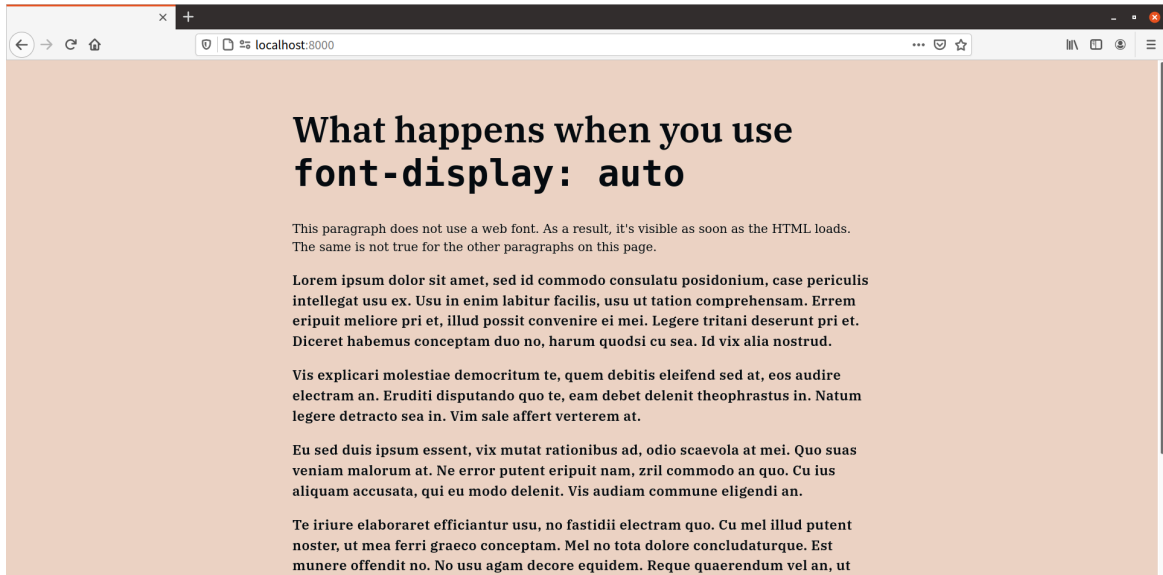 localhost:8000
What happens when you use
font-display: auto
This paragraph does not use a web font. As a result, it's visible as soon as the HTML loads.
The same is not true for the other paragraphs on this page.
Lorem ipsum dolor sit amet, sed id commodo consulatu posidonium, case periculis
intellegat usu ex. Usu in enim labitur facilis, usu ut tation comprehensam. Errem
eripuit meliore pri et, illud possit convenire ei mei. Legere tritani deserunt pri et.
Diceret habemus conceptam duo no, harum quodsi cu sea. Id vix alia nostrud.
Vis explicari molestiae democritum te, quem debitis eleifend sed at, eos audire
electram an. Eruditi disputando quo te, eam debet delenit theophrastus in. Natum
legere detracto sea in. Vim sale affert verterem at.
Eu sed duis ipsum essent, vix mutat rationibus ad, odio scaevola at mei. Quo suas
veniam malorum at. Ne error putent eripuit nam, zril commodo an quo. Cu ius
aliquam accusata, qui eu modo delenit. Vis audiam commune eligendi an.
Te iriure elaboraret efficiantur usu, no fastidii electram quo. Cu mel illud putent
noster, ut mea ferri graeco conceptam. Mel no tota dolore concludaturque. Est
munere offendit no. No usu agam decore equidem. Reque quaerendum vel an, ut